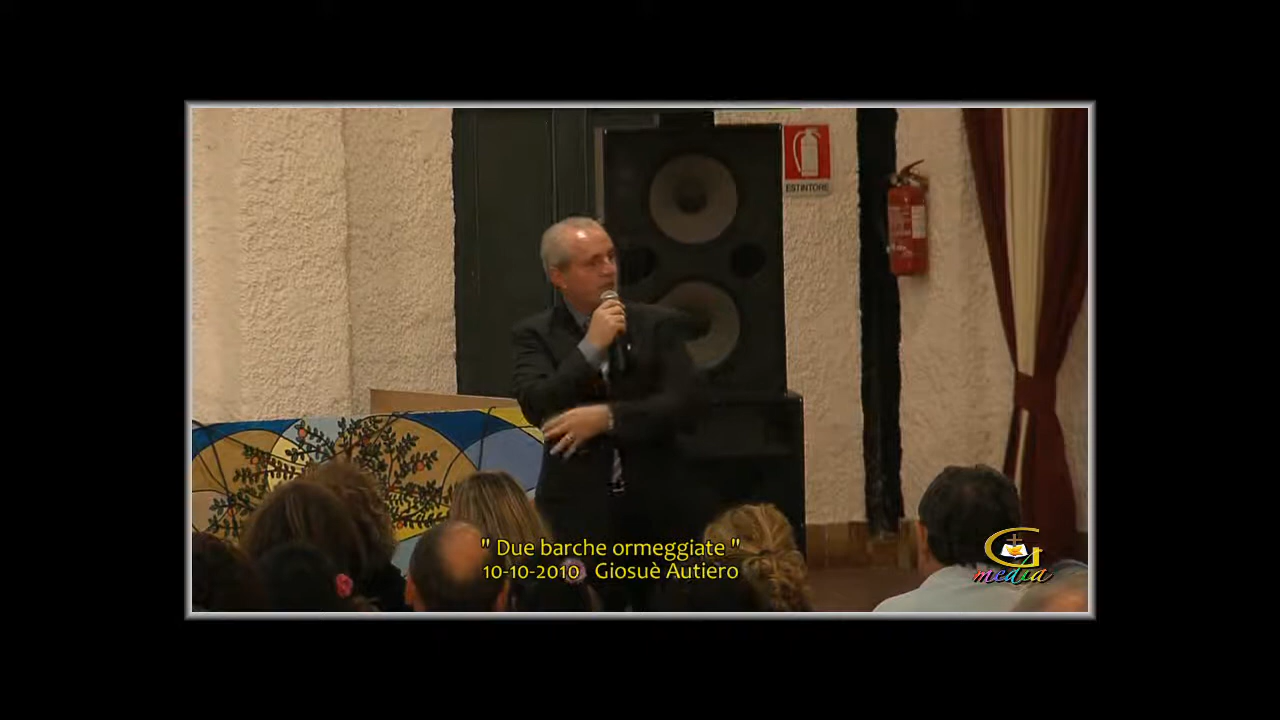 ESTINTORE
" Due barche ormeggiate "
10-10-2010 Giosuè Autiero
G
media